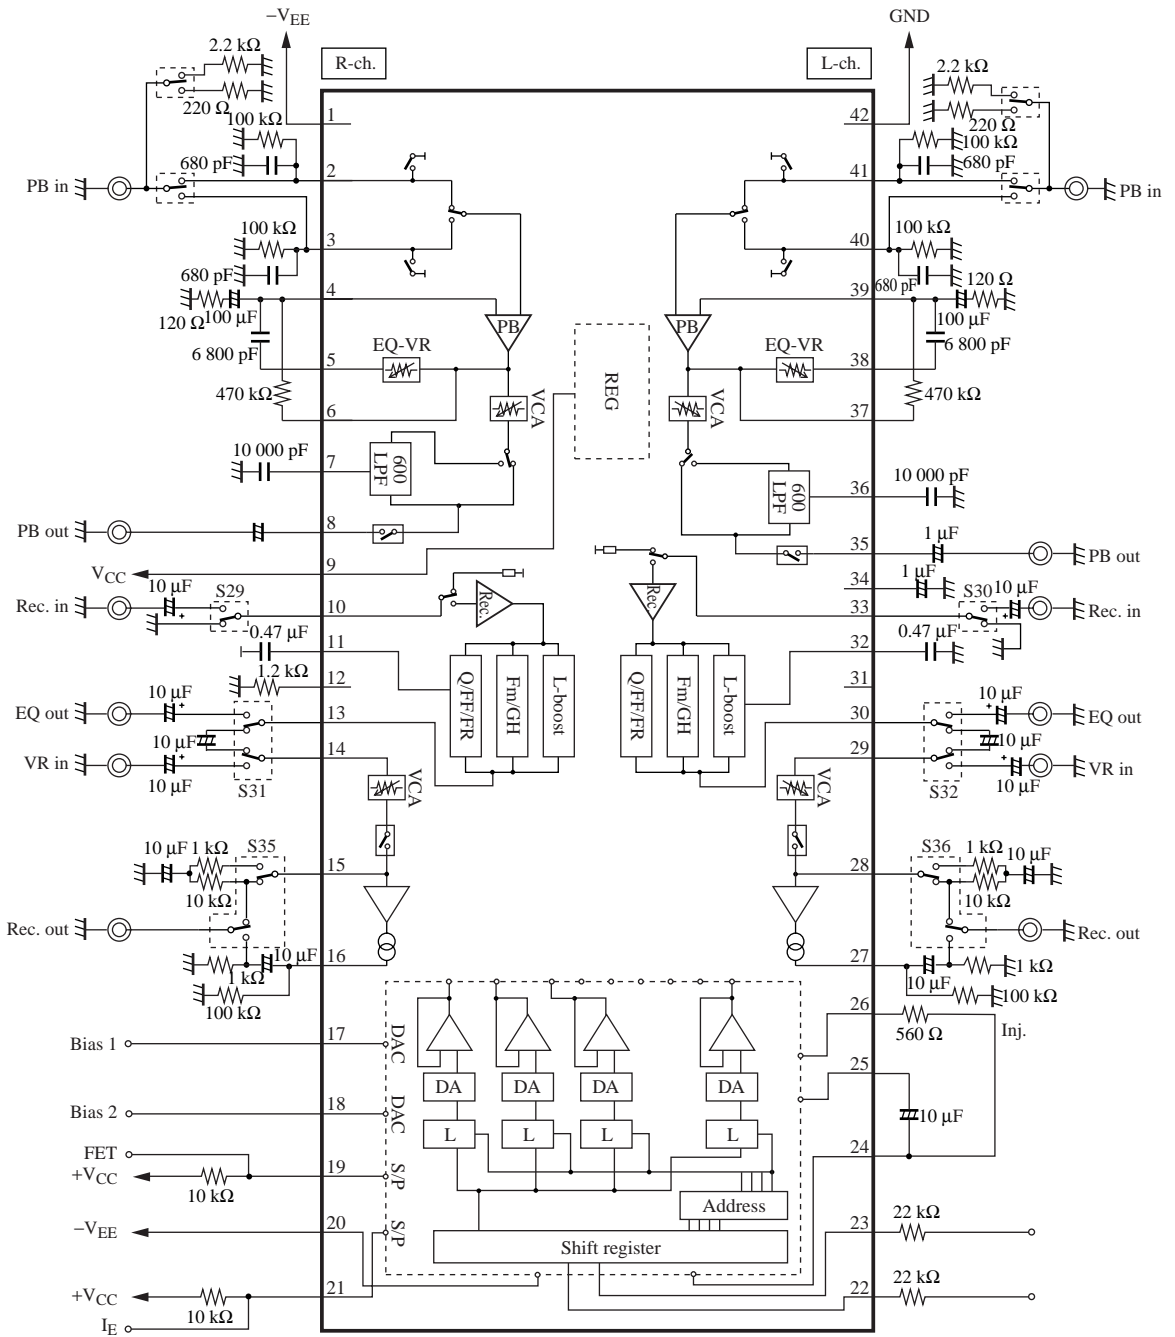 −VEE
GND
R-ch.
L-ch.
2.2 kΩ
220 Ω
100 kΩ
680 pF
PB in
100 kΩ
680 pF
120 Ω
100 μF
6 800 pF
470 kΩ
10 000 pF
PB out
VCC
10 μF
S29
Rec. in
0.47 μF
1.2 kΩ
10 μF
EQ out
10 μF
VR in
10 μF
S31
10 μF
1 kΩ
S35
10 kΩ
Rec. out
1 kΩ
10 μF
100 kΩ
Bias 1
Bias 2
FET
+VCC
10 kΩ
−VEE
+VCC
10 kΩ
IE
1
2
3
4
5
6
7
8
9
10
11
12
13
14
15
16
17
18
19
20
21
PB
EQ-VR
VCA
600
LPF
Rec.
Q/FF/FR
Fm/GH
L-boost
VCA
REG
PB
EQ-VR
VCA
600
LPF
Rec.
Q/FF/FR
Fm/GH
L-boost
VCA
DAC
DAC
S/P
S/P
DA
DA
DA
DA
L
L
L
L
Address
Shift register
42
41
40
39
38
37
36
35
34
33
32
31
30
29
28
27
26
25
24
23
22
2.2 kΩ
220 Ω
100 kΩ
680 pF
PB in
100 kΩ
680 pF
120 Ω
100 μF
6 800 pF
470 kΩ
10 000 pF
1 μF
PB out
1 μF
S30
10 μF
Rec. in
0.47 μF
10 μF
EQ out
10 μF
VR in
10 μF
S32
S36
1 kΩ
10 μF
10 kΩ
Rec. out
10 μF
1 kΩ
100 kΩ
560 Ω
Inj.
10 μF
22 kΩ
22 kΩ